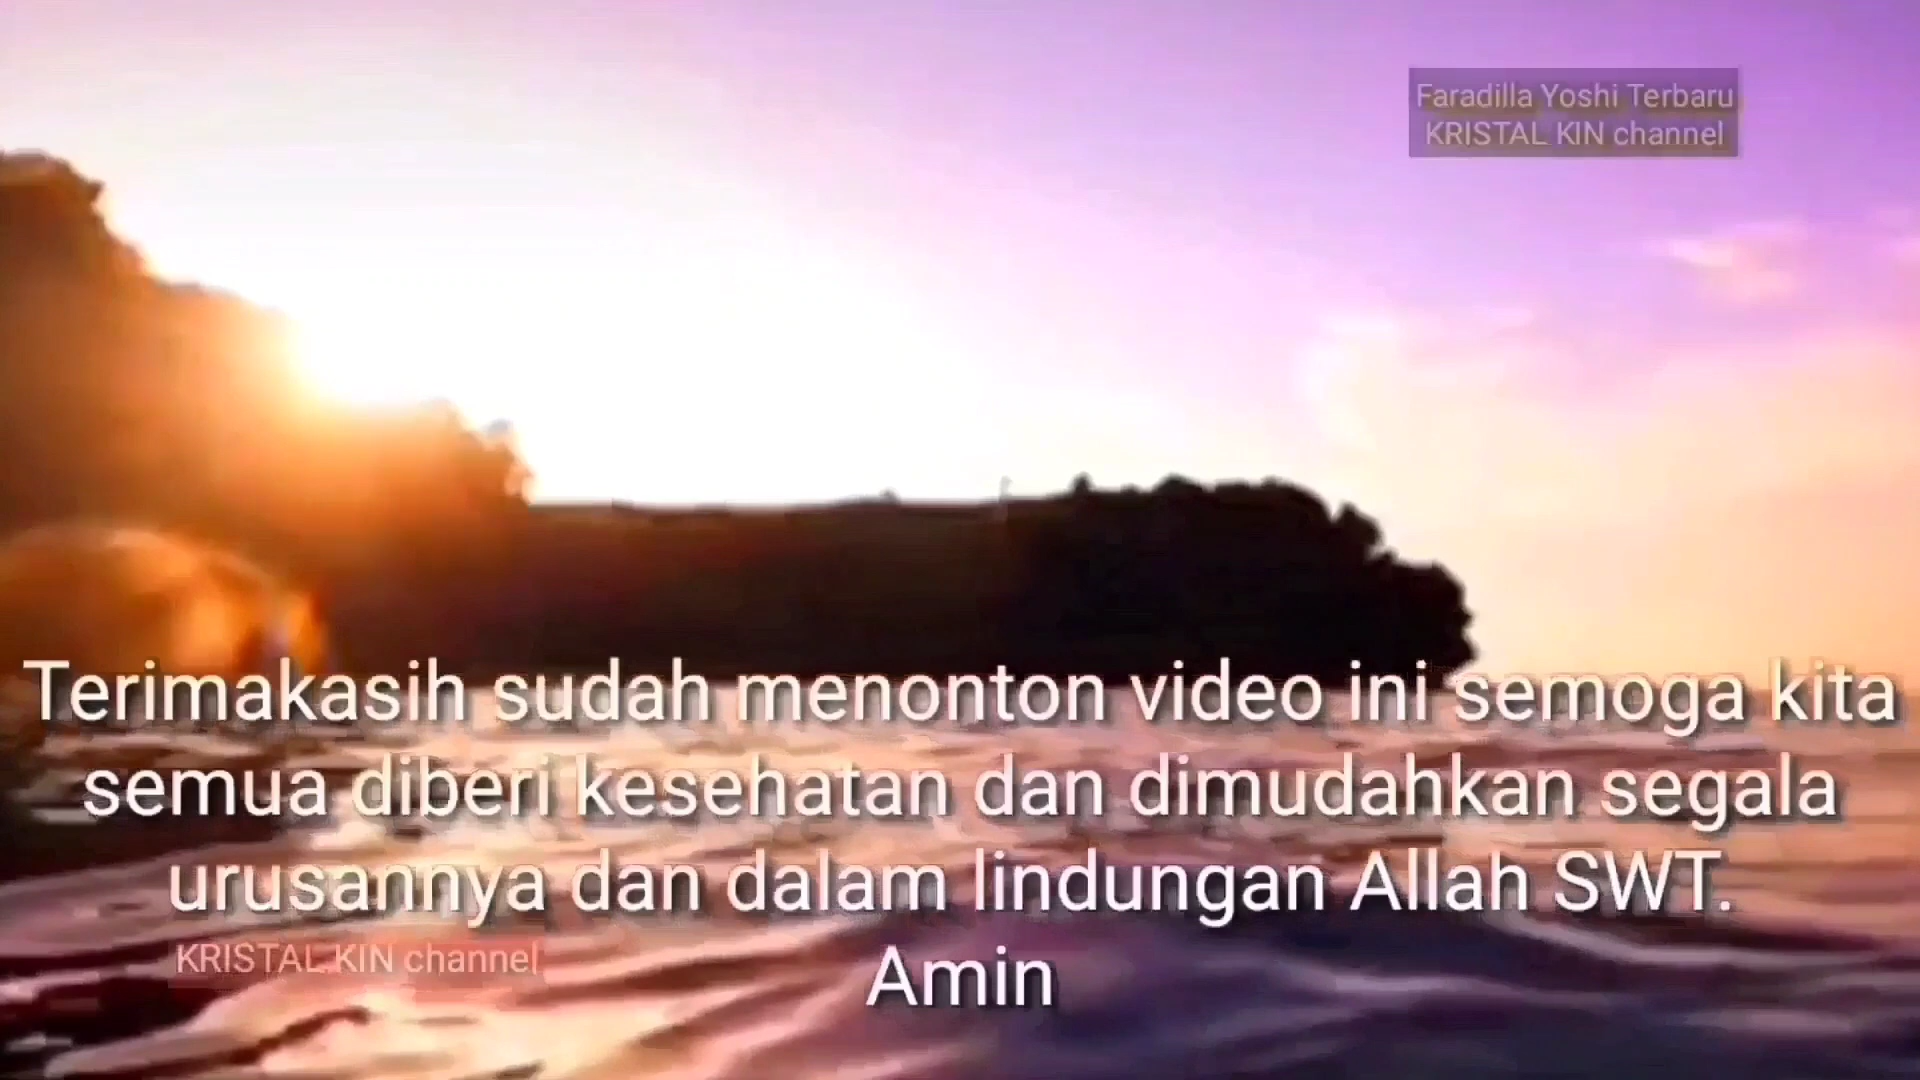 Faradilla Yoshi Terbaru
KRISTAL KIN channel
Terimakasih sudah menonton video ini semoga kita
semua diberi kesehatan dan dimudahkan segala
urusannya dan dalam lindungan Allah SWT.
KRISTAL KIN channel
Amin